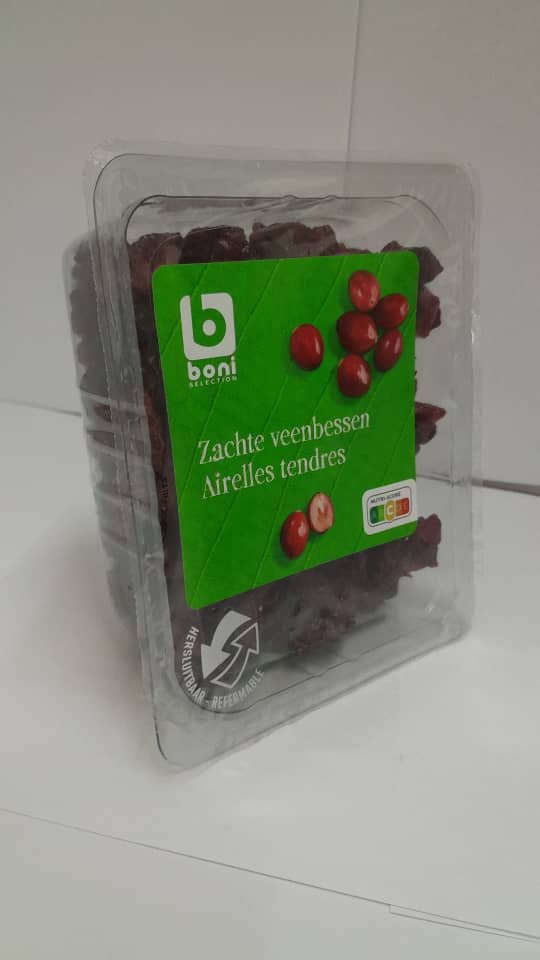 b
boni
SELECTION
Zachte veenbessen
Airelles tendres
NUTRI-SCORE
A B C D E
HERSLUITBAAR - REFERMABLE